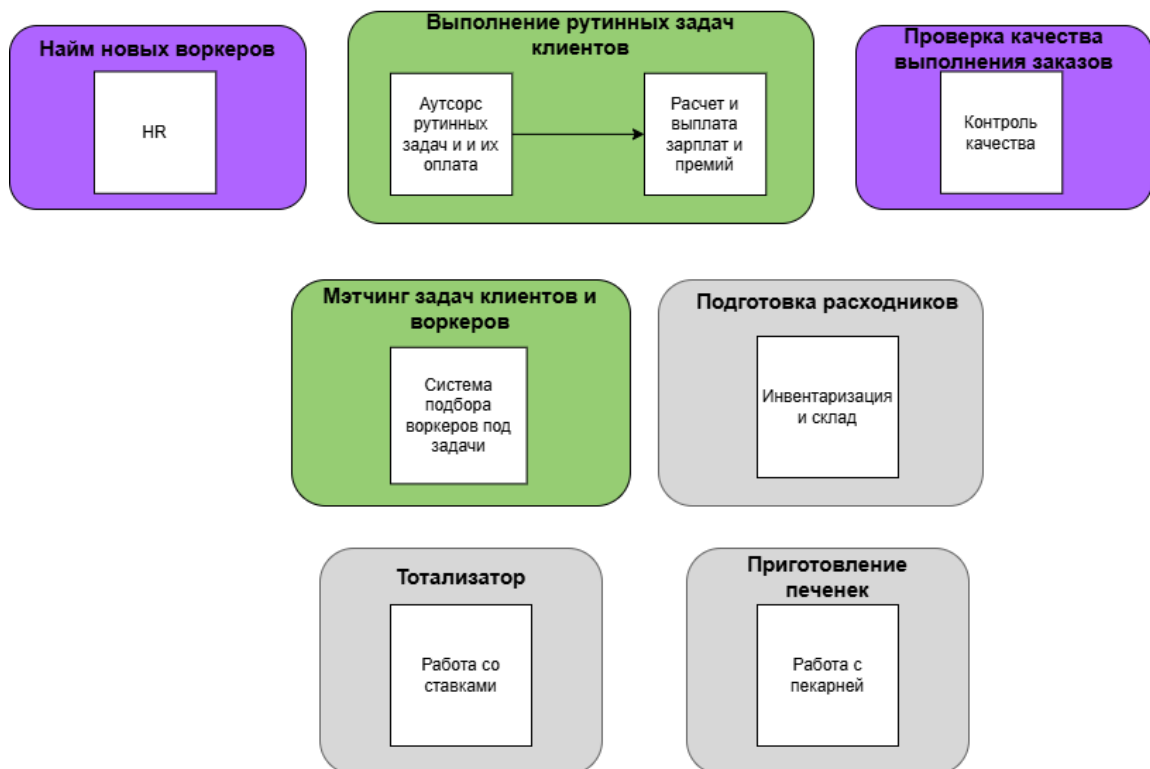 Найм новых воркеров
HR
Выполнение рутинных задач
клиентов
Аутсорс
рутинных
задач и и их
оплата
Расчет и
выплата
зарплат и
премий
Проверка качества
выполнения заказов
Контроль
качества
Мэтчинг задач клиентов и
воркеров
Система
подбора
воркеров под
задачи
Подготовка расходников
Инвентаризация
и склад
Тотализатор
Работа со
ставками
Приготовление
печенек
Работа с
пекарней